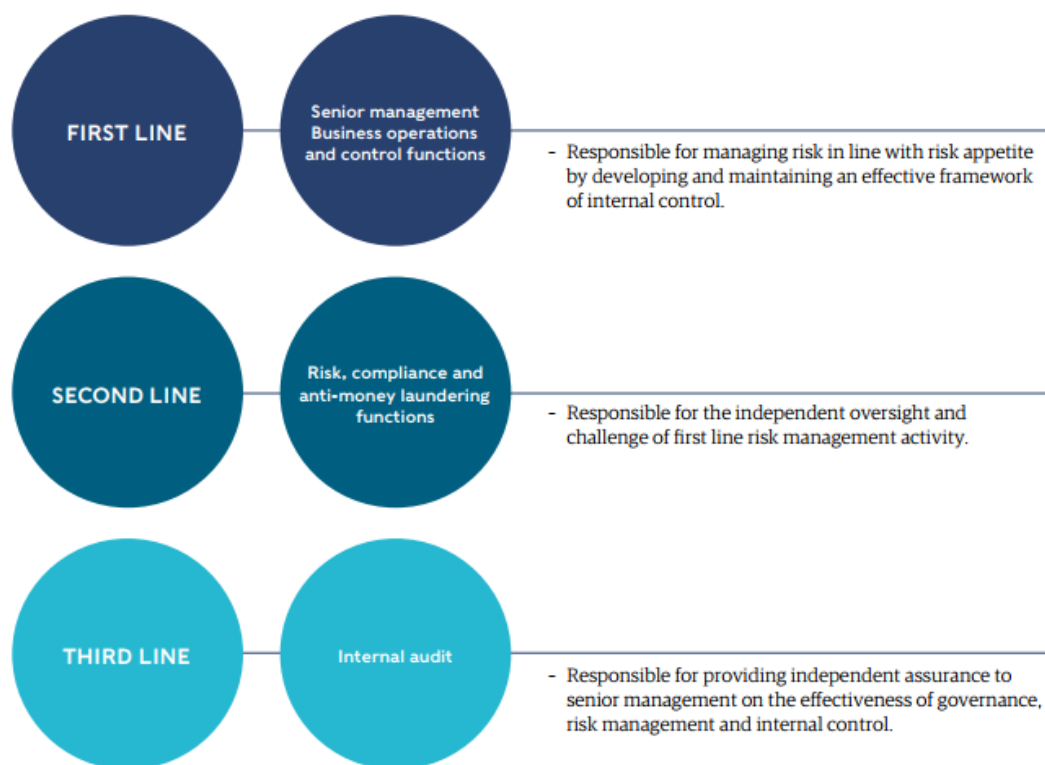 FIRST LINE
Senior management
Business operations
and control functions
- Responsible for managing risk in line with risk appetite
by developing and maintaining an effective framework
of internal control.
SECOND LINE
Risk, compliance and
anti-money laundering
functions
- Responsible for the independent oversight and
challenge of first line risk management activity.
THIRD LINE
Internal audit
- Responsible for providing independent assurance to
senior management on the effectiveness of governance,
risk management and internal control.